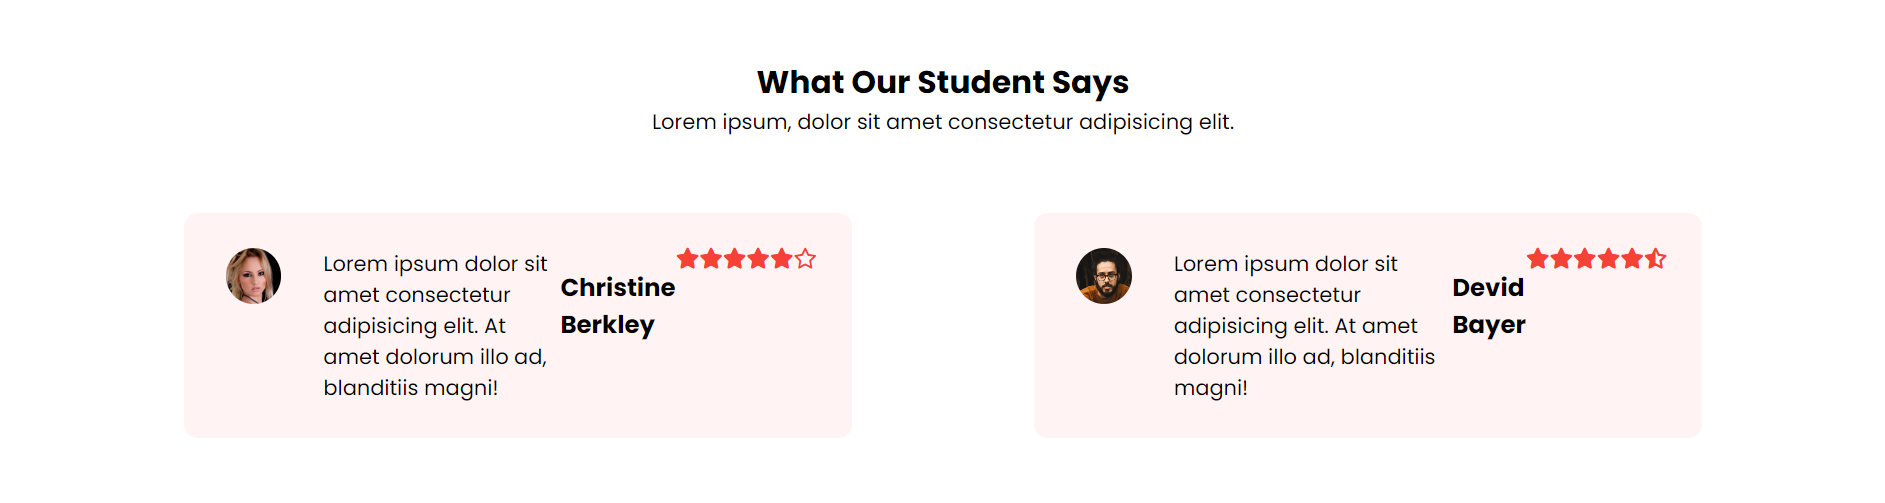 What Our Student Says
Lorem ipsum, dolor sit amet consectetur adipisicing elit.
Lorem ipsum dolor sit
amet consectetur
adipisicing elit. At
amet dolorum illo ad,
blanditiis magni!
Christine
Berkley
Lorem ipsum dolor sit
amet consectetur
adipisicing elit. At amet
dolorum illo ad, blanditiis
magni!
Devid
Bayer